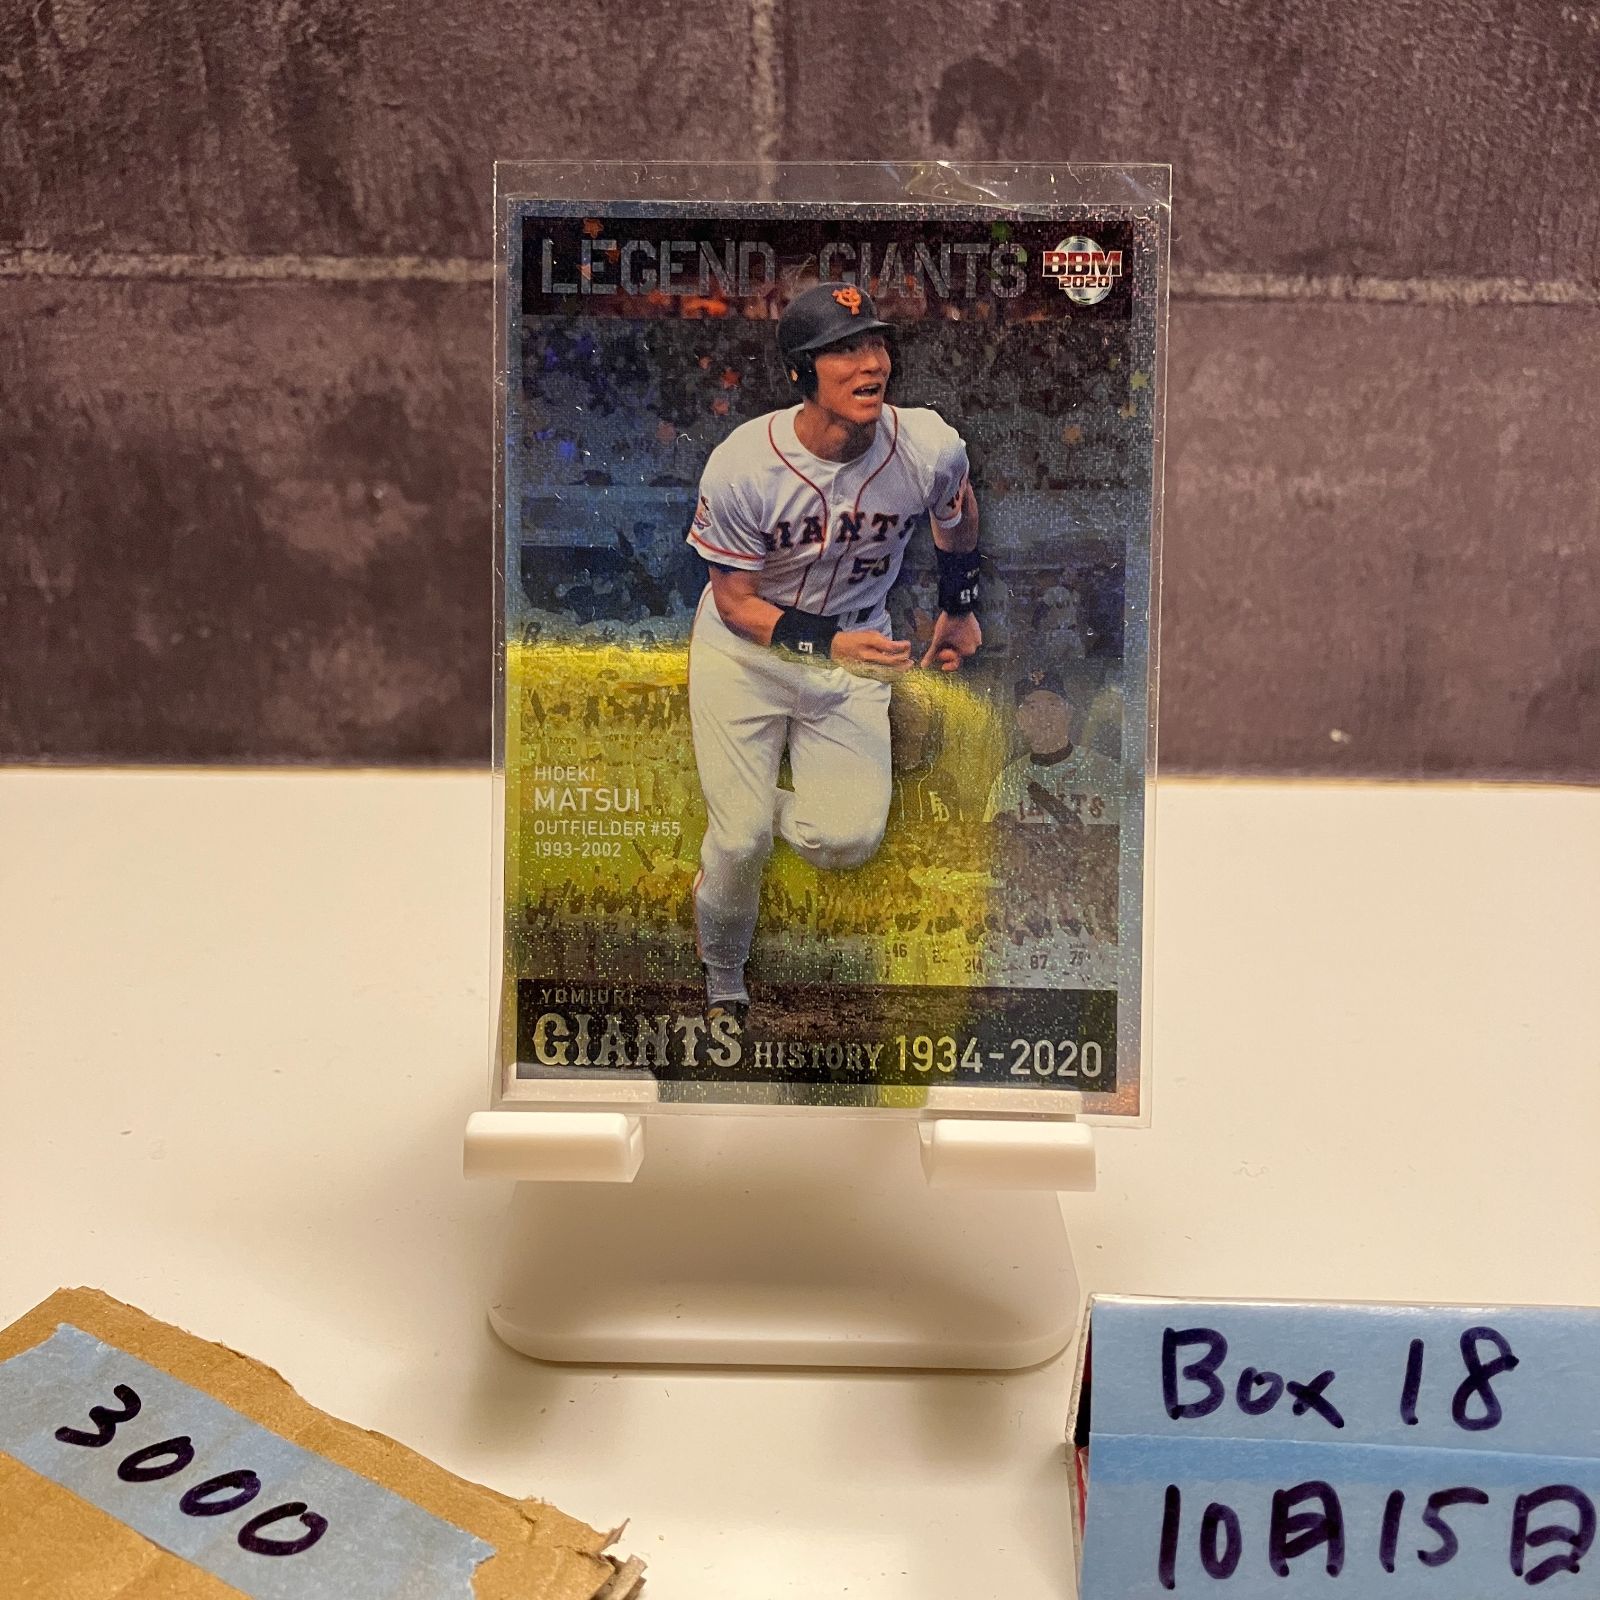 LEGEND GIANTS
BBM
2020
GIANTS
55
HIDEKI
MATSUI
OUTFIELDER #55
1993-2002
YOMIURI
GIANTS HISTORY 1934-2020
3000
Box 18
10月15日